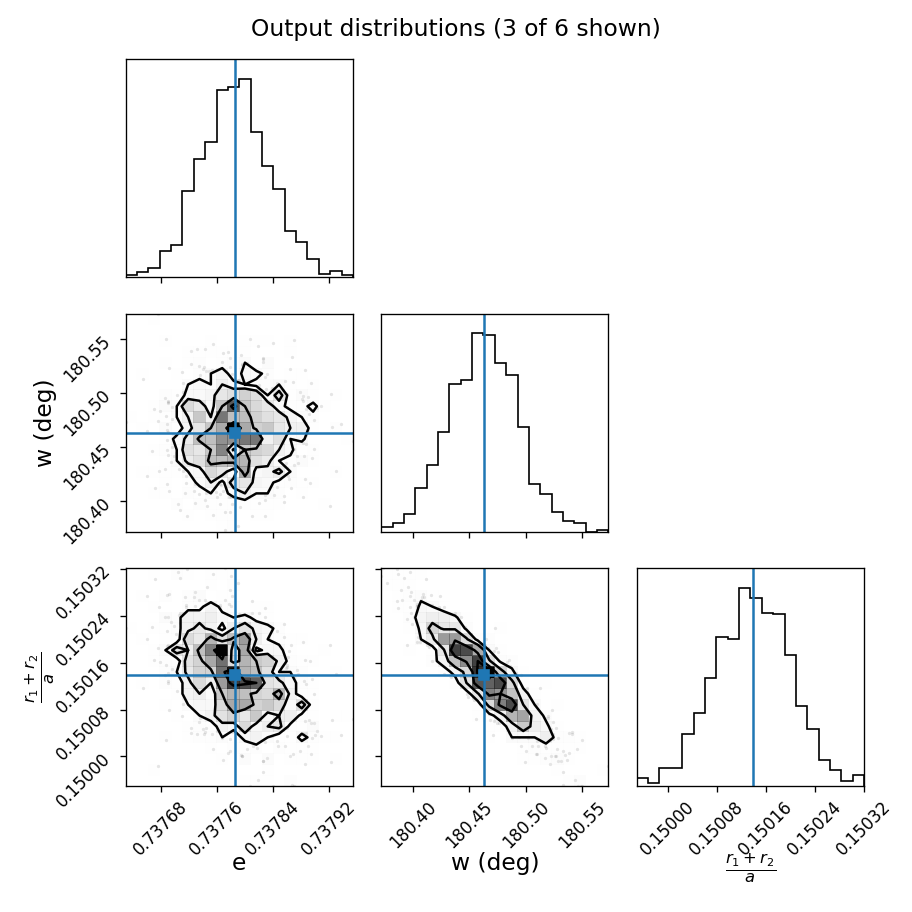 Output distributions (3 of 6 shown)
w (deg)
180.55
180.50
180.45
180.40
r₁ + r₂
a
0.15032
0.15024
0.15016
0.15008
0.15000
0.73768
0.73776
0.73784
0.73792
e
180.40
180.45
180.50
180.55
w (deg)
0.15000
0.15008
0.15016
0.15024
0.15032
r₁ + r₂
a